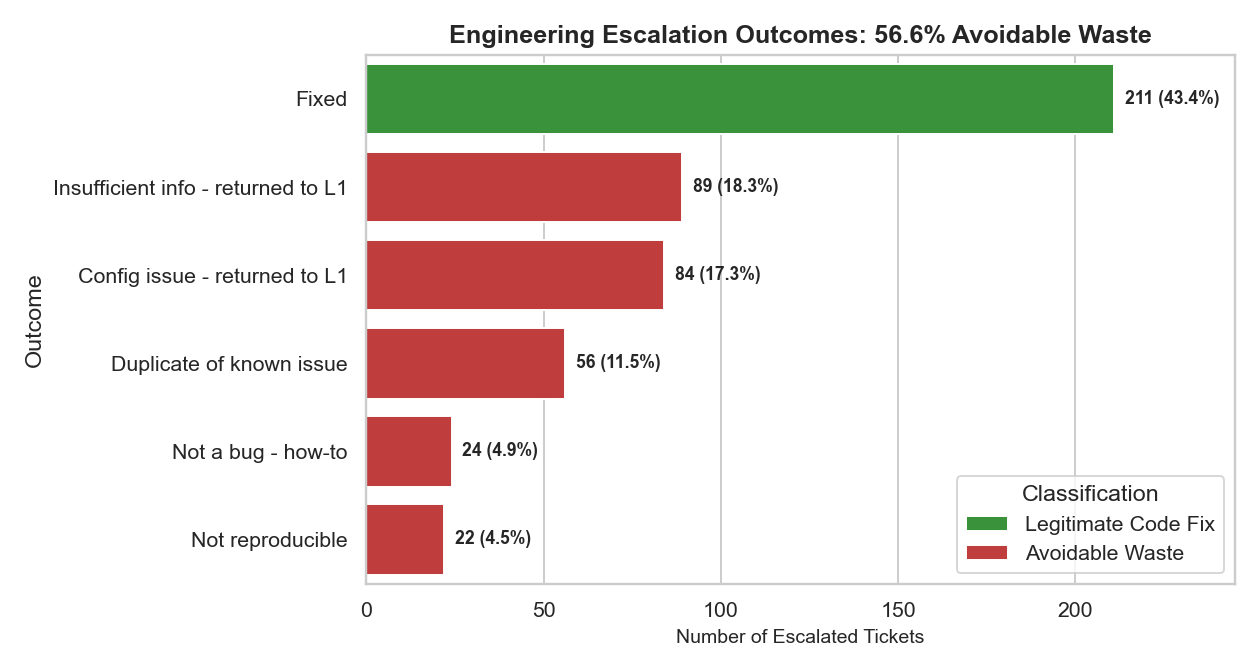 Engineering Escalation Outcomes: 56.6% Avoidable Waste
Outcome
Fixed
211 (43.4%)
Insufficient info - returned to L1
89 (18.3%)
Config issue - returned to L1
84 (17.3%)
Duplicate of known issue
56 (11.5%)
Not a bug - how-to
24 (4.9%)
Not reproducible
22 (4.5%)
Classification
Legitimate Code Fix
Avoidable Waste
0 50 100 150 200
Number of Escalated Tickets